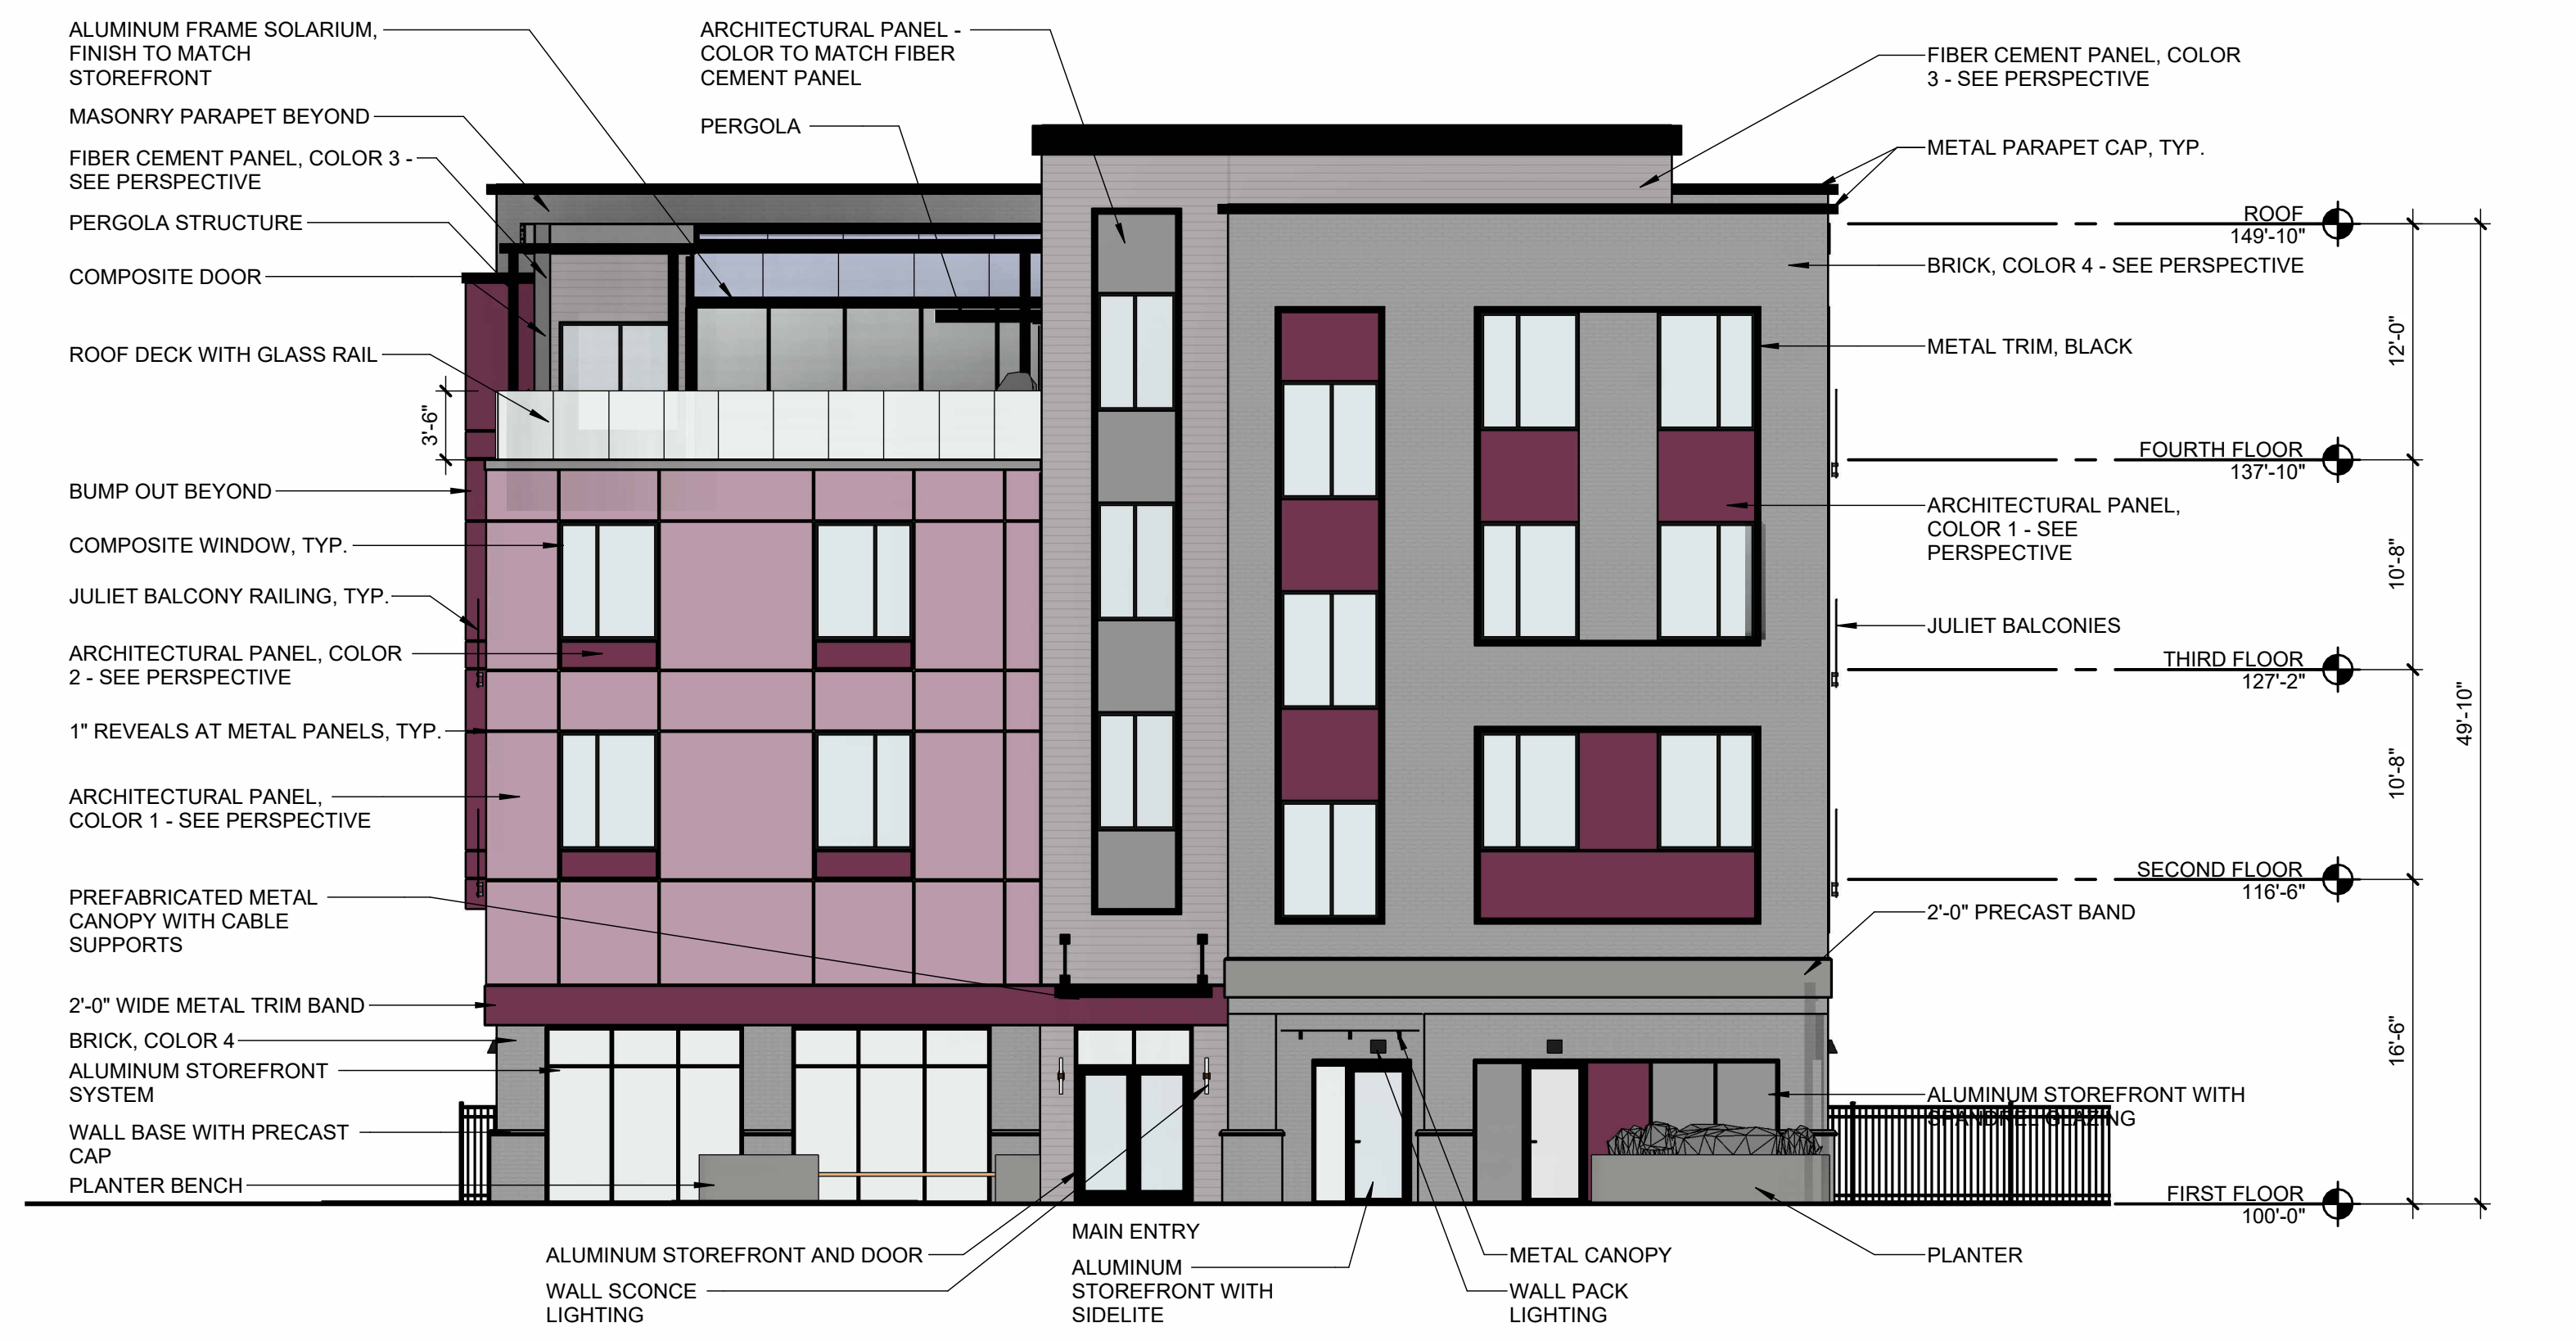 ALUMINUM FRAME SOLARIUM,
FINISH TO MATCH
STOREFRONT
MASONRY PARAPET BEYOND
FIBER CEMENT PANEL, COLOR 3 -
SEE PERSPECTIVE
PERGOLA STRUCTURE
COMPOSITE DOOR
ROOF DECK WITH GLASS RAIL
3'-6"
BUMP OUT BEYOND
COMPOSITE WINDOW, TYP.
JULIET BALCONY RAILING, TYP.
ARCHITECTURAL PANEL, COLOR
2 - SEE PERSPECTIVE
1" REVEALS AT METAL PANELS, TYP.
ARCHITECTURAL PANEL,
COLOR 1 - SEE PERSPECTIVE
PREFABRICATED METAL
CANOPY WITH CABLE
SUPPORTS
2'-0" WIDE METAL TRIM BAND
BRICK, COLOR 4
ALUMINUM STOREFRONT
SYSTEM
WALL BASE WITH PRECAST
CAP
PLANTER BENCH
ARCHITECTURAL PANEL -
COLOR TO MATCH FIBER
CEMENT PANEL
PERGOLA
FIBER CEMENT PANEL, COLOR
3 - SEE PERSPECTIVE
METAL PARAPET CAP, TYP.
ROOF
149'-10"
BRICK, COLOR 4 - SEE PERSPECTIVE
METAL TRIM, BLACK
12'-0"
FOURTH FLOOR
137'-10"
ARCHITECTURAL PANEL,
COLOR 1 - SEE
PERSPECTIVE
10'-8"
JULIET BALCONIES
THIRD FLOOR
127'-2"
49'-10"
10'-8"
SECOND FLOOR
116'-6"
2'-0" PRECAST BAND
16'-6"
ALUMINUM STOREFRONT WITH
SPANDREL GLAZING
FIRST FLOOR
100'-0"
PLANTER
MAIN ENTRY
ALUMINUM STOREFRONT AND DOOR
WALL SCONCE
LIGHTING
ALUMINUM
STOREFRONT WITH
SIDELITE
METAL CANOPY
WALL PACK
LIGHTING